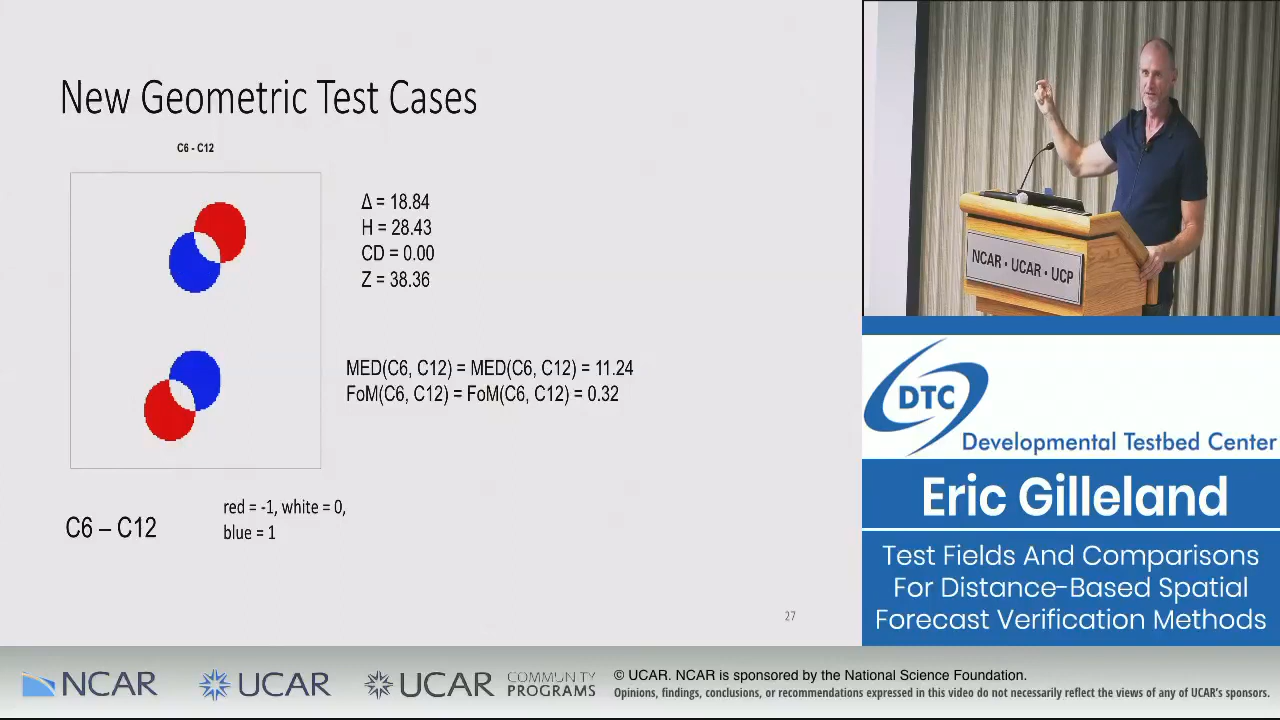 New Geometric Test Cases
C6 - C12
Δ = 18.84
H = 28.43
CD = 0.00
Z = 38.36
MED(C6, C12) = MED(C6, C12) = 11.24
FoM(C6, C12) = FoM(C6, C12) = 0.32
C6 – C12
red = -1, white = 0,
blue = 1
27
NCAR • UCAR • UCP
DTC
Developmental Testbed Center
Eric Gilleland
Test Fields And Comparisons
For Distance-Based Spatial
Forecast Verification Methods
NCAR
UCAR
UCAR
COMMUNITY
PROGRAMS
© UCAR. NCAR is sponsored by the National Science Foundation.
Opinions, findings, conclusions, or recommendations expressed in this video do not necessarily reflect the views of any of UCAR's sponsors.